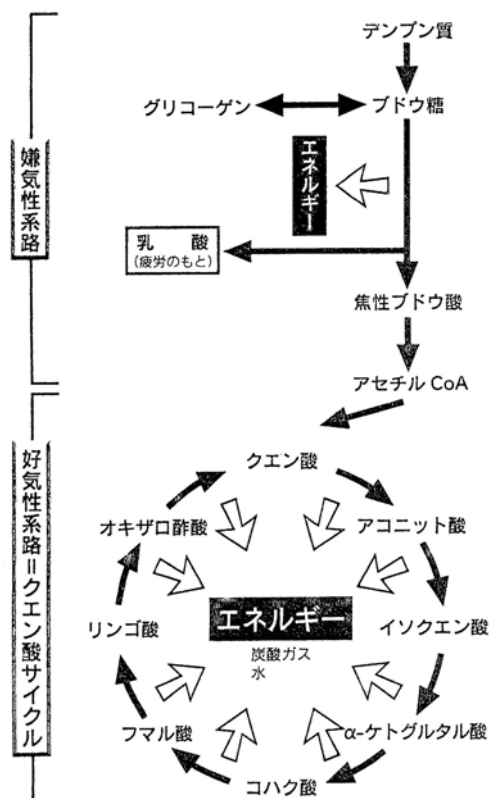 デンプン質
グリコーゲン
ブドウ糖
嫌気性系路
エネルギー
乳酸
(疲労のもと)
焦性ブドウ酸
アセチル CoA
好気性系路=クエン酸サイクル
クエン酸
オキザロ酢酸
アコニット酸
リンゴ酸
エネルギー
イソクエン酸
炭酸ガス
水
フマル酸
α-ケトグルタル酸
コハク酸